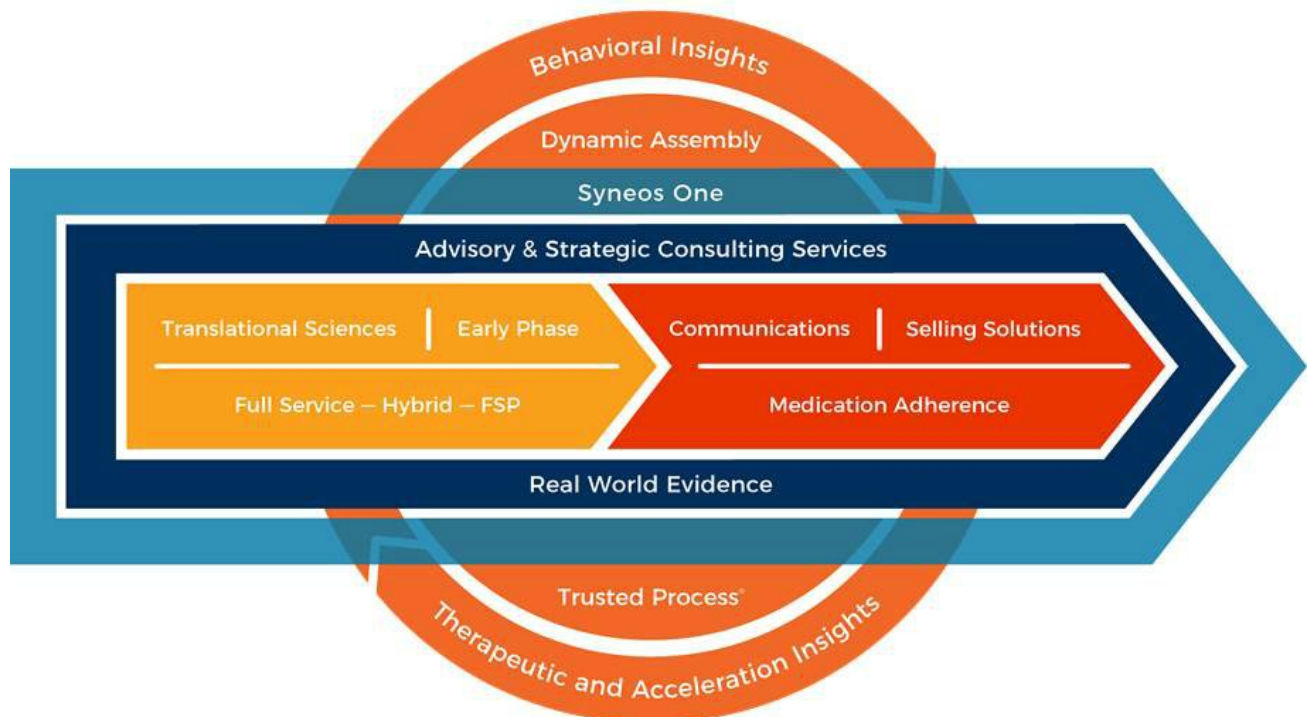 Behavioral Insights
Dynamic Assembly
Syneos One
Advisory & Strategic Consulting Services
Translational Sciences | Early Phase
Communications | Selling Solutions
Full Service — Hybrid — FSP
Medication Adherence
Real World Evidence
Trusted Process®
Therapeutic and Acceleration Insights